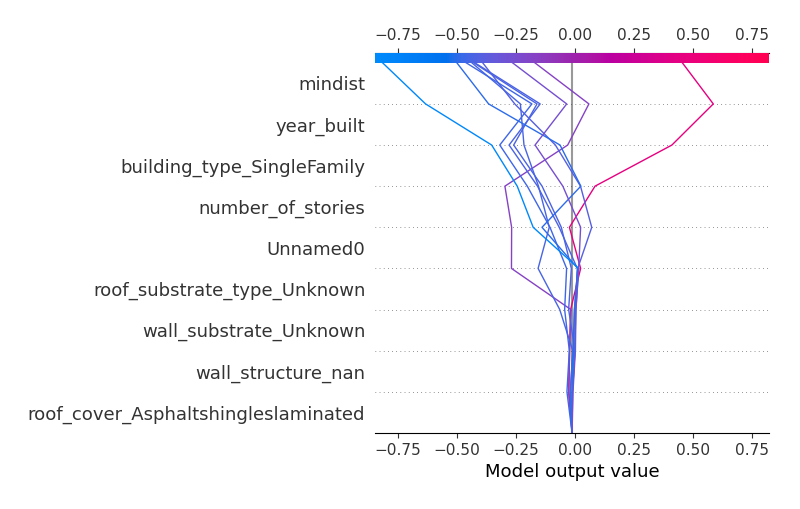 −0.75 −0.50 −0.25 0.00 0.25 0.50 0.75
mindist
year_built
building_type_SingleFamily
number_of_stories
Unnamed0
roof_substrate_type_Unknown
wall_substrate_Unknown
wall_structure_nan
roof_cover_Asphaltshingleslaminated
−0.75 −0.50 −0.25 0.00 0.25 0.50 0.75
Model output value